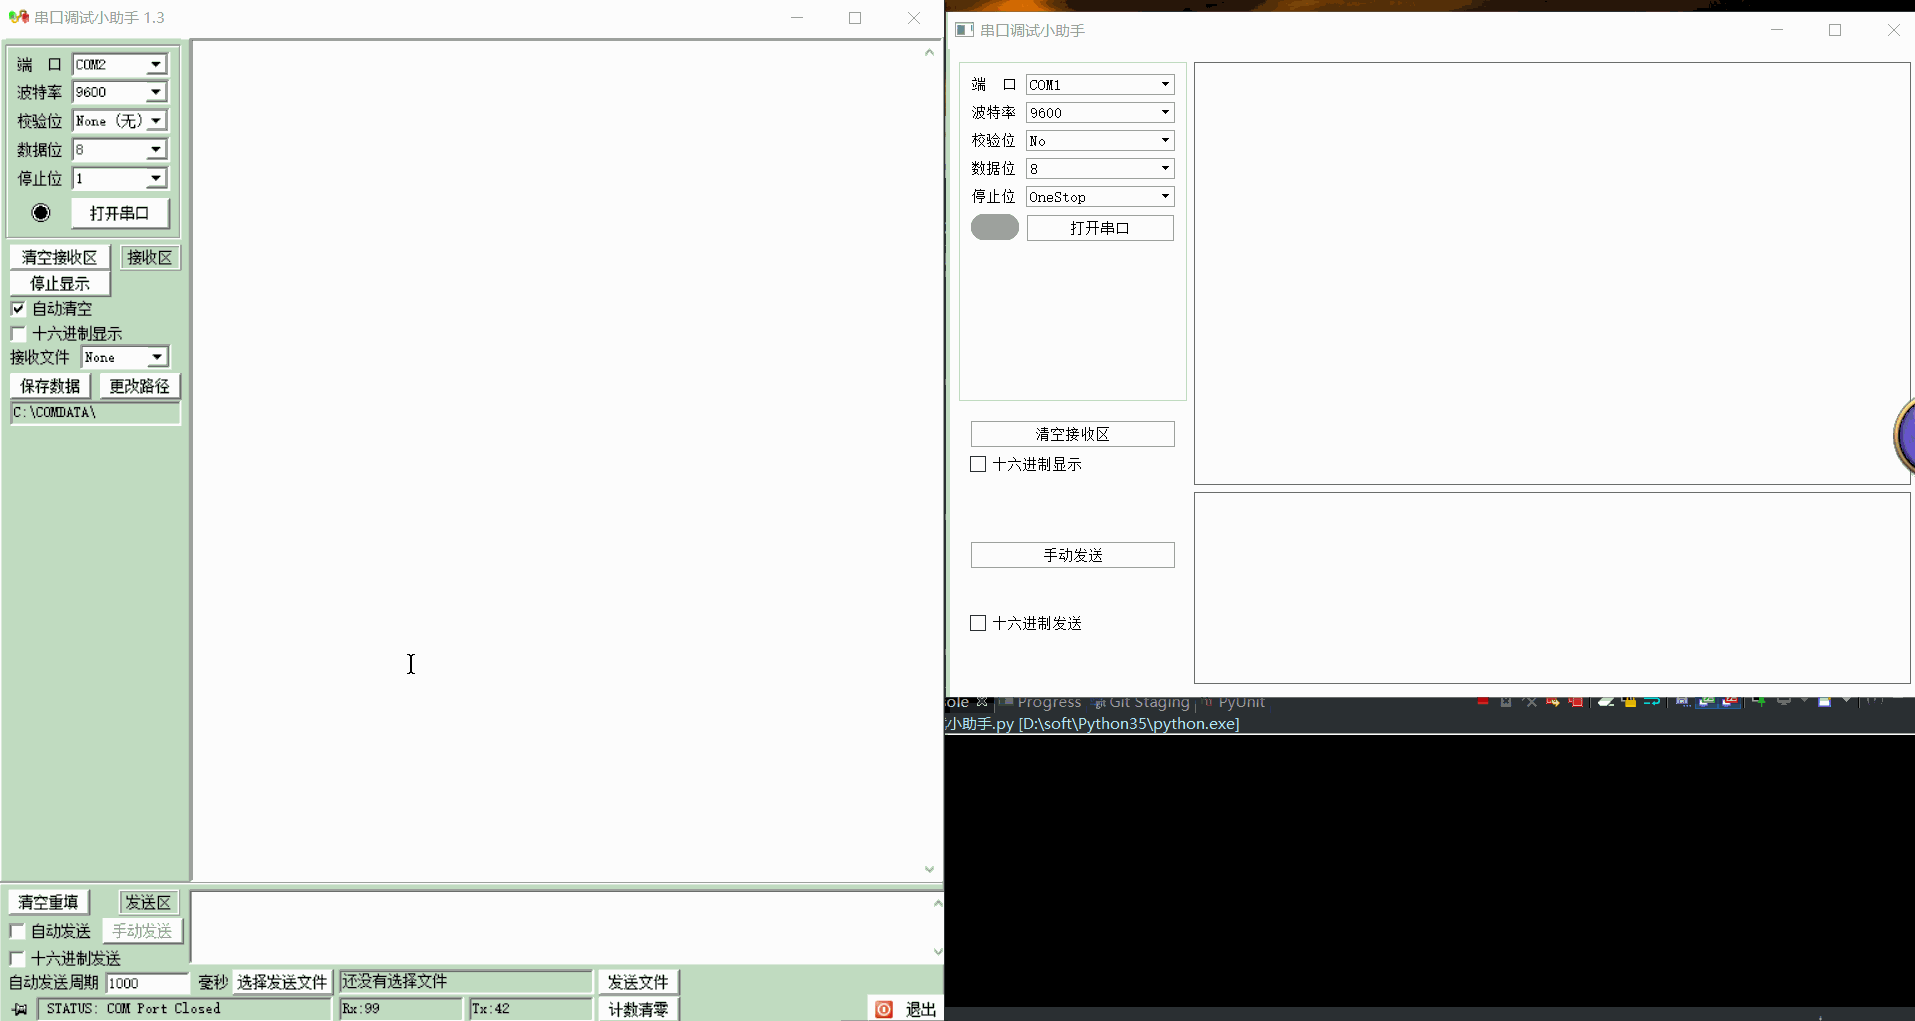 串口调试小助手 1.3
端 口 COM2
波特率 9600
校验位 None (无)
数据位 8
停止位 1
打开串口
清空接收区 接收区
停止显示
自动清空
十六进制显示
接收文件 None
保存数据 更改路径
C:\COMDATA\
清空重填 发送区
自动发送 手动发送
十六进制发送
自动发送周期 1000 毫秒 选择发送文件 还没有选择文件 发送文件
STATUS: COM Port Closed Rx:99 Tx:42 计数清零 退出
串口调试小助手
端 口 COM1
波特率 9600
校验位 No
数据位 8
停止位 OneStop
打开串口
清空接收区
十六进制显示
手动发送
十六进制发送
ole Progress Git Staging PyUnit
小助手.py [D:\soft\Python35\python.exe]